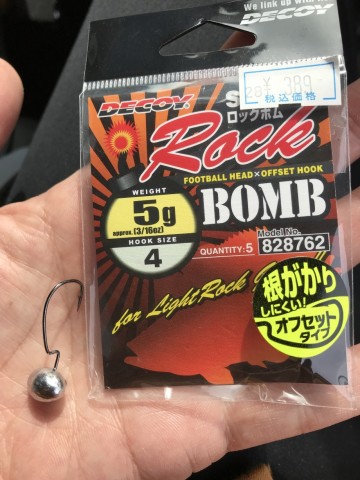 We link up with
DECOY
¥ 389
税込価格
DECOY
ロックボム
Rock
FOOTBALL HEAD×OFFSET HOOK
BOMB
WEIGHT
5g
approx.(3/16oz)
HOOK SIZE
4
Model No.
QUANTITY:5 828762
for Light Rock
根がかり
しにくい!
オフセット
タイプ